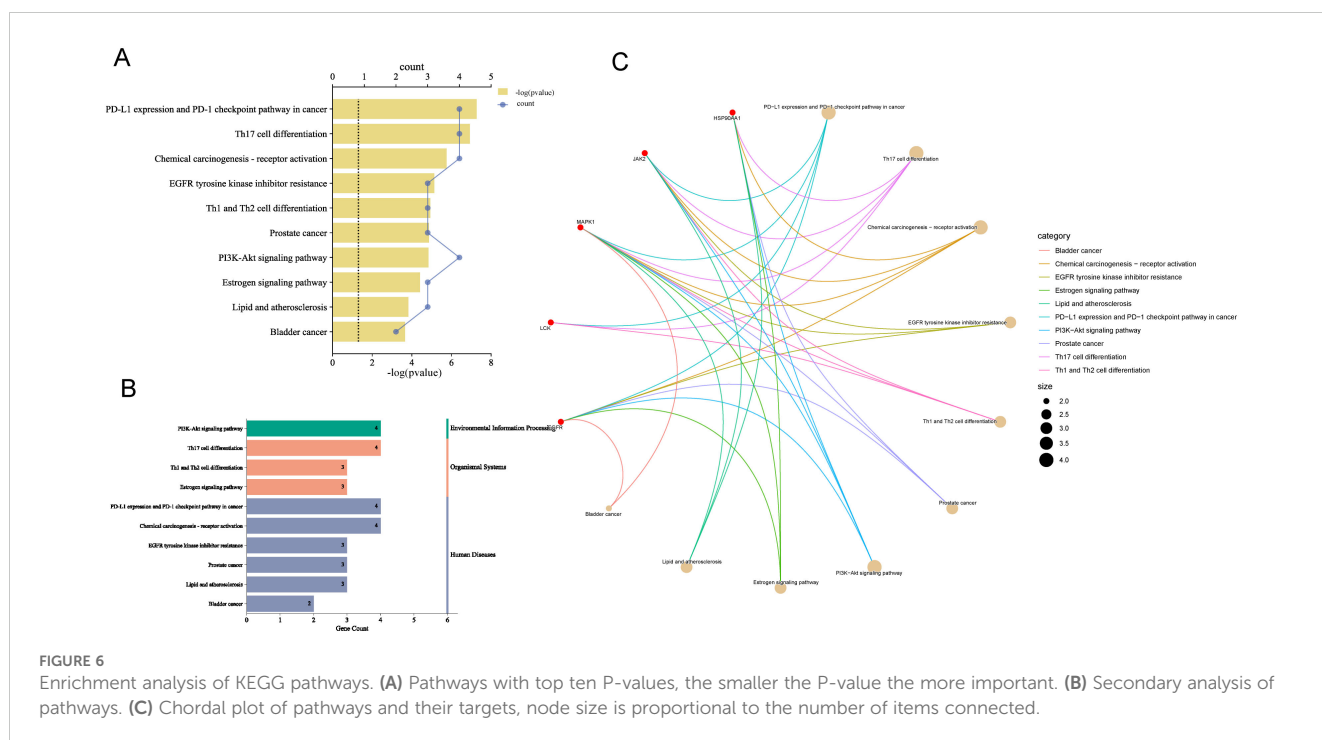 A
count
0 1 2 3 4 5
-log(pvalue)
count
PD-L1 expression and PD-1 checkpoint pathway in cancer
Th17 cell differentiation
Chemical carcinogenesis - receptor activation
EGFR tyrosine kinase inhibitor resistance
Th1 and Th2 cell differentiation
Prostate cancer
PI3K-Akt signaling pathway
Estrogen signaling pathway
Lipid and atherosclerosis
Bladder cancer
2 4 6 8
-log(pvalue)
B
PI3K-Akt signaling pathway
Th17 cell differentiation
Th1 and Th2 cell differentiation
Estrogen signaling pathway
PD-L1 expression and PD-1 checkpoint pathway in cancer
Chemical carcinogenesis - receptor activation
EGFR tyrosine kinase inhibitor resistance
Prostate cancer
Lipid and atherosclerosis
Bladder cancer
4
4
3
3
4
4
3
3
3
2
Environmental Information Processing
Organismal Systems
Human Diseases
0 1 2 3 4 5 6
Gene Count
C
PD-L1 expression and PD-1 checkpoint pathway in cancer
HSP90AA1
Th17 cell differentiation
JAK2
MAPK1
Chemical carcinogenesis - receptor activation
LCK
EGFR tyrosine kinase inhibitor resistance
EGFR
Th1 and Th2 cell differentiation
Bladder cancer
Prostate cancer
Lipid and atherosclerosis
Estrogen signaling pathway
PI3K-Akt signaling pathway
category
Bladder cancer
Chemical carcinogenesis - receptor activation
EGFR tyrosine kinase inhibitor resistance
Estrogen signaling pathway
Lipid and atherosclerosis
PD-L1 expression and PD-1 checkpoint pathway in cancer
PI3K-Akt signaling pathway
Prostate cancer
Th17 cell differentiation
Th1 and Th2 cell differentiation
size
2.0
2.5
3.0
3.5
4.0
FIGURE 6
Enrichment analysis of KEGG pathways. (A) Pathways with top ten P-values, the smaller the P-value the more important. (B) Secondary analysis of
pathways. (C) Chordal plot of pathways and their targets, node size is proportional to the number of items connected.